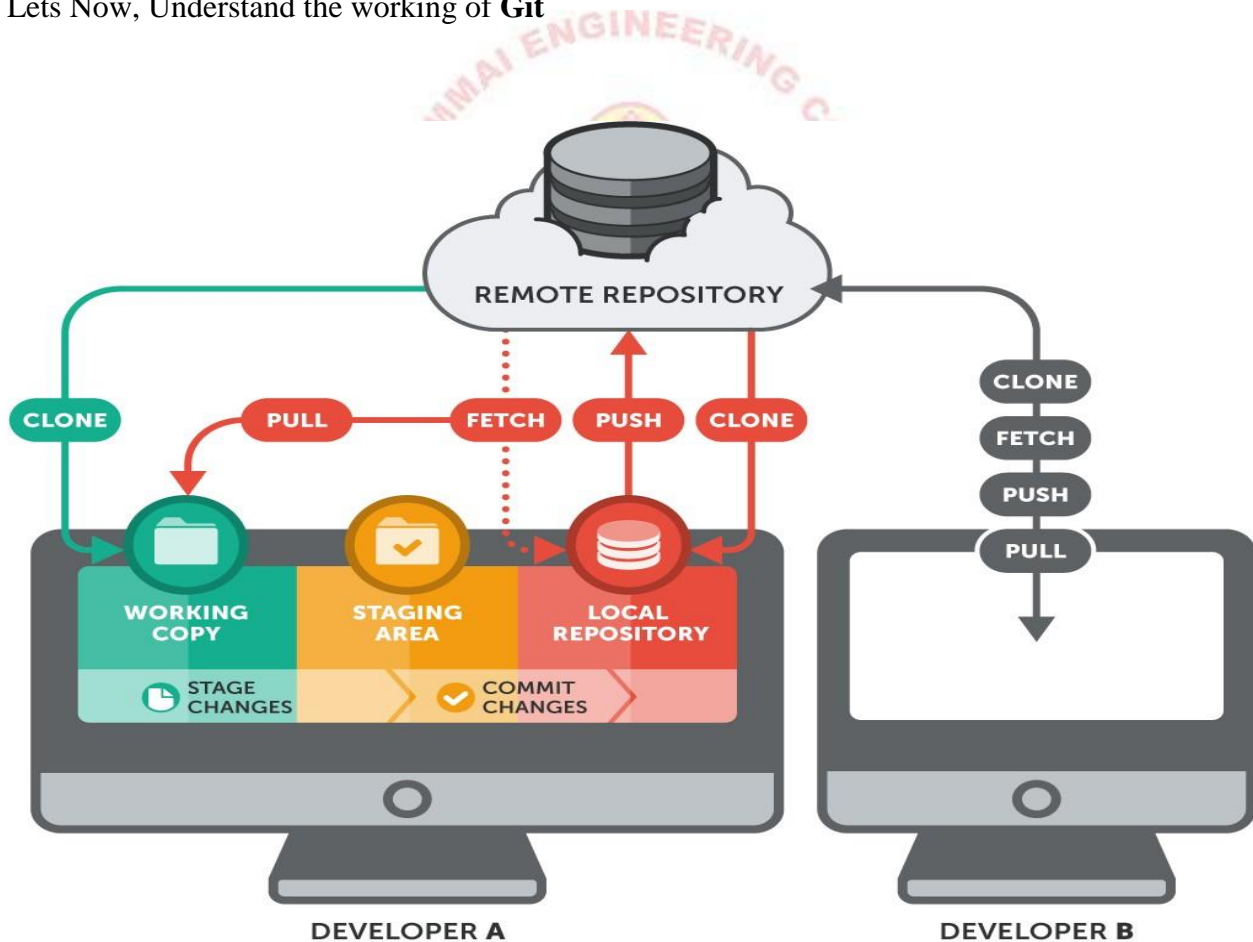 Lets Now, Understand the working of Git
ENGINEERING
REMOTE REPOSITORY
CLONE
PULL
FETCH
PUSH
CLONE
CLONE
FETCH
PUSH
PULL
WORKING
COPY
STAGING
AREA
LOCAL
REPOSITORY
STAGE
CHANGES
COMMIT
CHANGES
DEVELOPER A
DEVELOPER B